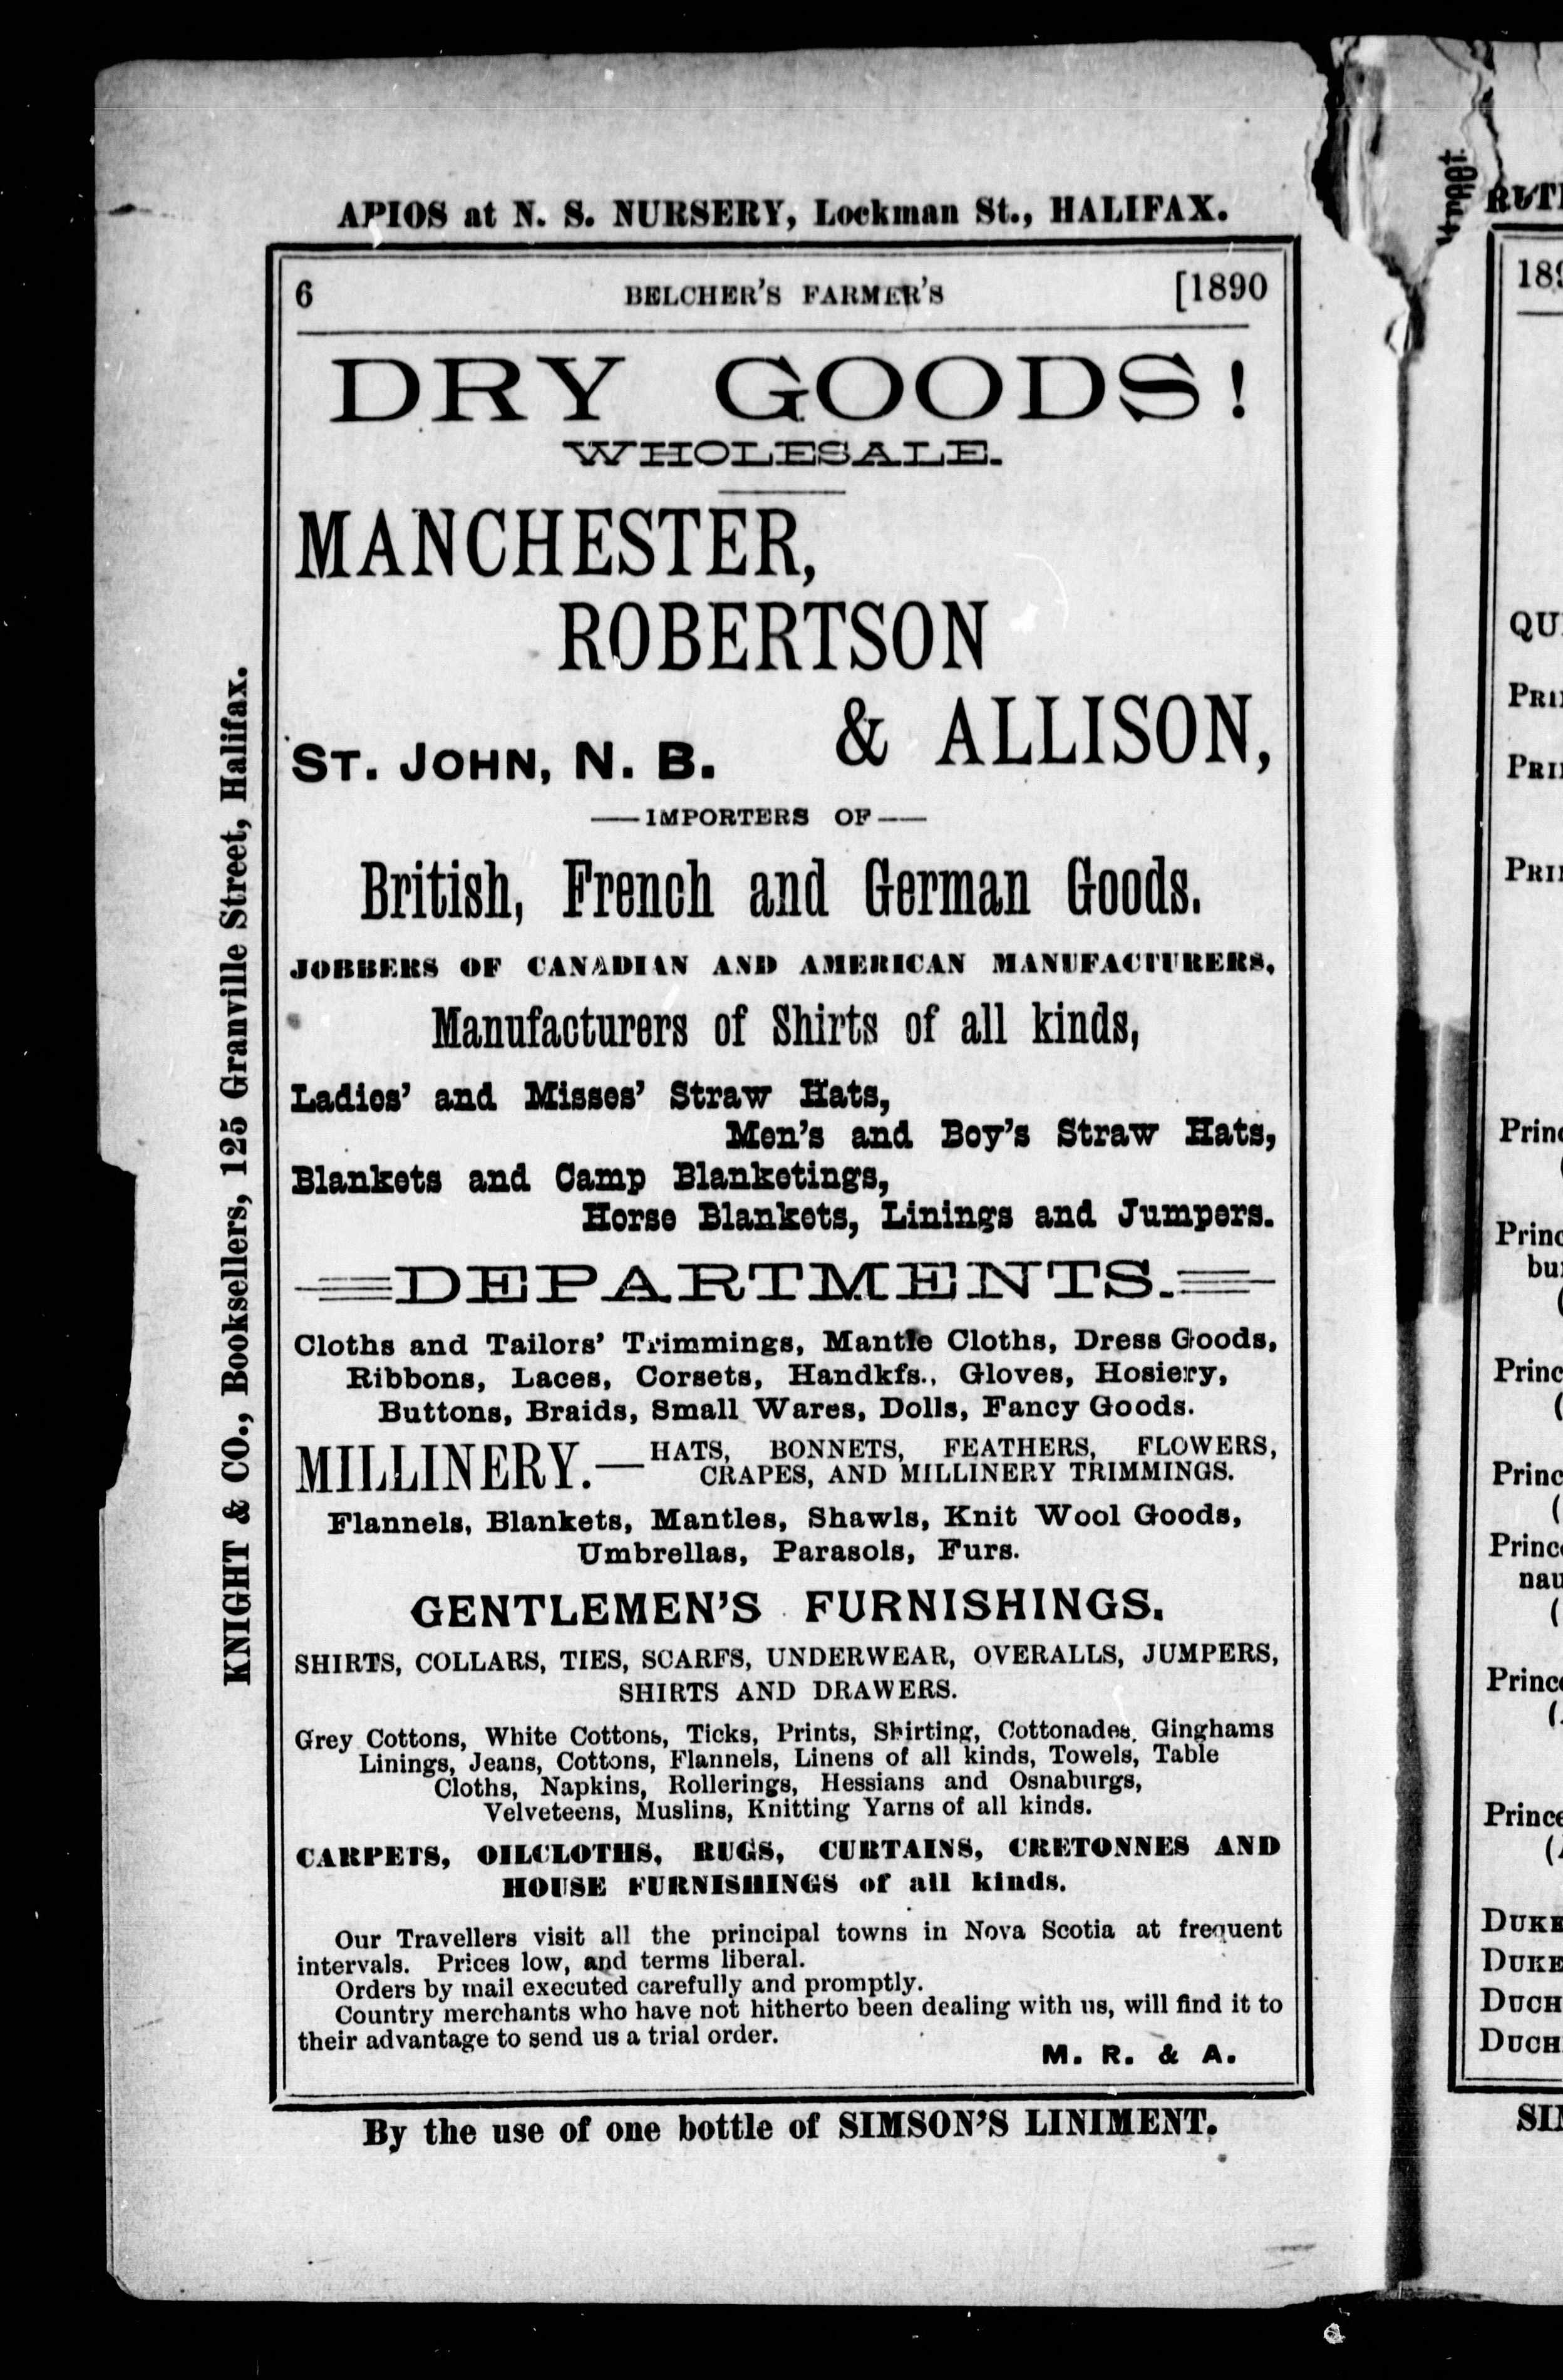 APIOS at N. S. NURSERY, Lockman St., HALIFAX.
6 BELCHER'S FARMER'S [1890
DRY GOODS!
WHOLESALE.
MANCHESTER,
ROBERTSON
& ALLISON,
ST. JOHN, N. B.
—IMPORTERS OF—
British, French and German Goods.
JOBBERS OF CANADIAN AND AMERICAN MANUFACTURERS,
Manufacturers of Shirts of all kinds,
Ladies' and Misses' Straw Hats,
Men's and Boy's Straw Hats,
Blankets and Camp Blanketings,
Horse Blankets, Linings and Jumpers.
DEPARTMENTS.
Cloths and Tailors' Trimmings, Mantle Cloths, Dress Goods,
Ribbons, Laces, Corsets, Handkfs., Gloves, Hosiery,
Buttons, Braids, Small Wares, Dolls, Fancy Goods.
MILLINERY.— HATS, BONNETS, FEATHERS, FLOWERS,
CRAPES, AND MILLINERY TRIMMINGS.
Flannels, Blankets, Mantles, Shawls, Knit Wool Goods,
Umbrellas, Parasols, Furs.
GENTLEMEN'S FURNISHINGS.
SHIRTS, COLLARS, TIES, SCARFS, UNDERWEAR, OVERALLS, JUMPERS,
SHIRTS AND DRAWERS.
Grey Cottons, White Cottons, Ticks, Prints, Shirting, Cottonades, Ginghams
Linings, Jeans, Cottons, Flannels, Linens of all kinds, Towels, Table
Cloths, Napkins, Rollerings, Hessians and Osnaburgs,
Velveteens, Muslins, Knitting Yarns of all kinds.
CARPETS, OILCLOTHS, RUGS, CURTAINS, CRETONNES AND
HOUSE FURNISHINGS of all kinds.
Our Travellers visit all the principal towns in Nova Scotia at frequent
intervals. Prices low, and terms liberal.
Orders by mail executed carefully and promptly.
Country merchants who have not hitherto been dealing with us, will find it to
their advantage to send us a trial order.
M. R. & A.
By the use of one bottle of SIMSON'S LINIMENT.
KNIGHT & CO., Booksellers, 125 Granville Street, Halifax.